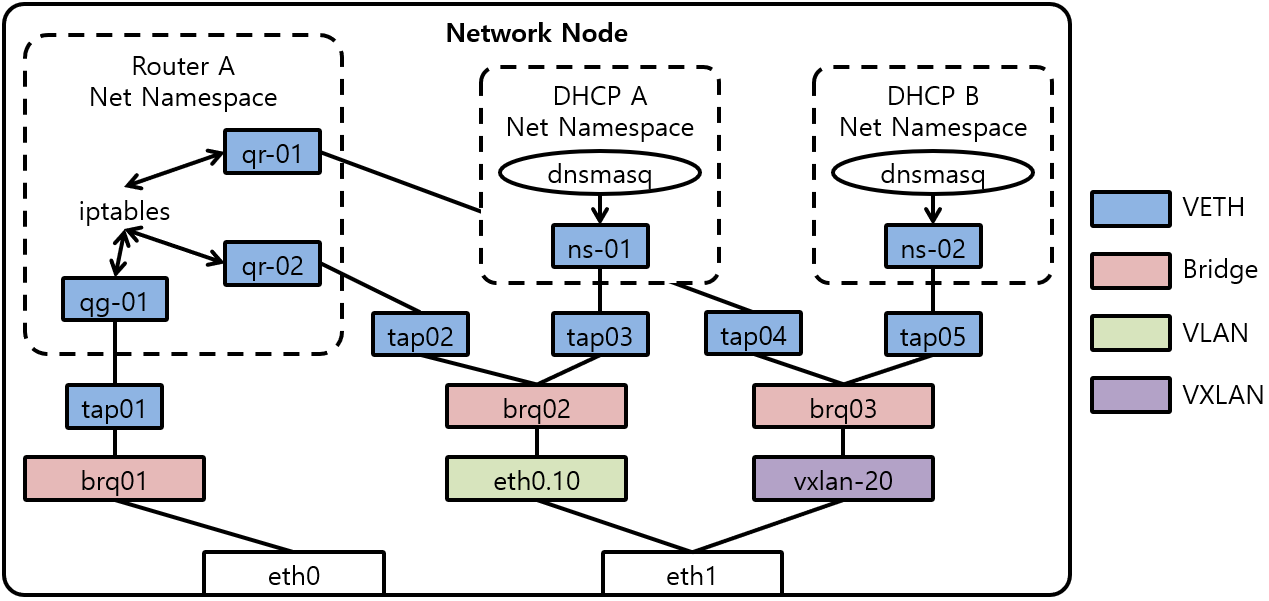 Network Node
Router A
Net Namespace
qr-01
iptables
qr-02
qg-01
DHCP A
Net Namespace
dnsmasq
ns-01
DHCP B
Net Namespace
dnsmasq
ns-02
tap02
tap03
tap04
tap05
tap01
brq02
brq03
brq01
eth0.10
vxlan-20
eth0
eth1
VETH
Bridge
VLAN
VXLAN